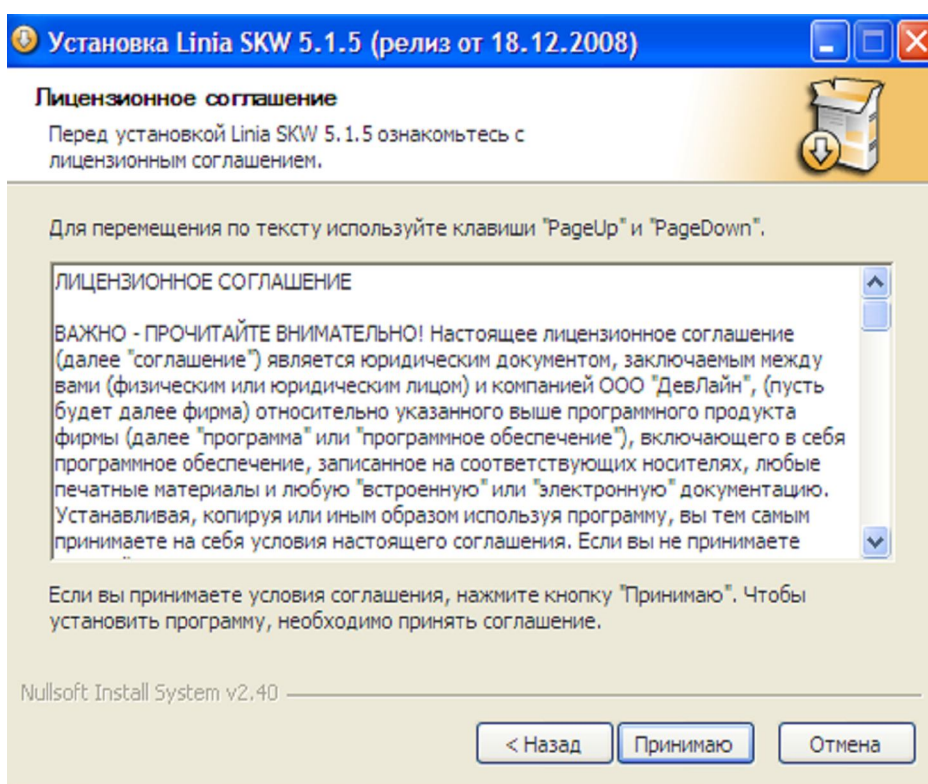 Установка Linia SKW 5.1.5 (релиз от 18.12.2008)
Лицензионное соглашение
Перед установкой Linia SKW 5.1.5 ознакомьтесь с
лицензионным соглашением.
Для перемещения по тексту используйте клавиши "PageUp" и "PageDown".
ЛИЦЕНЗИОННОЕ СОГЛАШЕНИЕ
ВАЖНО - ПРОЧИТАЙТЕ ВНИМАТЕЛЬНО! Настоящее лицензионное соглашение
(далее "соглашение") является юридическим документом, заключаемым между
вами (физическим или юридическим лицом) и компанией ООО "ДевЛайн", (пусть
будет далее фирма) относительно указанного выше программного продукта
фирмы (далее "программа" или "программное обеспечение"), включающего в себя
программное обеспечение, записанное на соответствующих носителях, любые
печатные материалы и любую "встроенную" или "электронную" документацию.
Устанавливая, копируя или иным образом используя программу, вы тем самым
принимаете на себя условия настоящего соглашения. Если вы не принимаете
Если вы принимаете условия соглашения, нажмите кнопку "Принимаю". Чтобы
установить программу, необходимо принять соглашение.
Nullsoft Install System v2.40
< Назад
Принимаю
Отмена